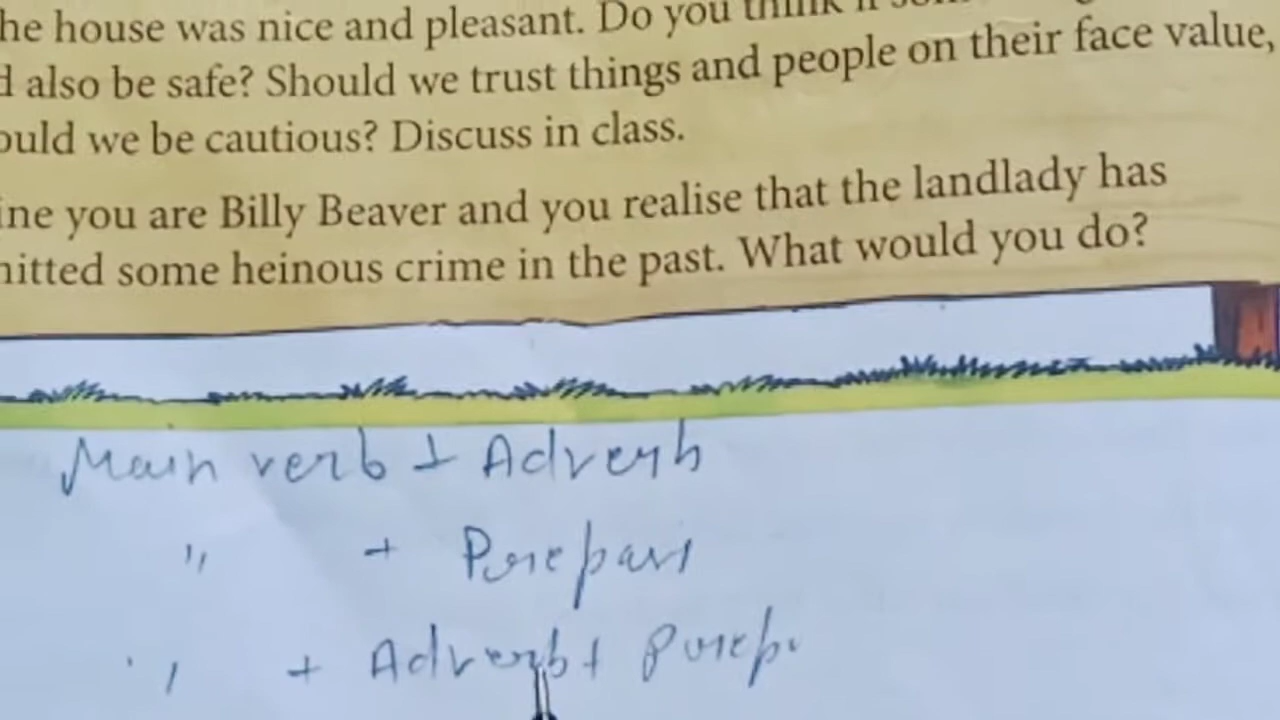 he house was nice and pleasant. Do you think if
d also be safe? Should we trust things and people on their face value,
ould we be cautious? Discuss in class.
ine you are Billy Beaver and you realise that the landlady has
nitted some heinous crime in the past. What would you do?
Main verb + Adverb
" +
" + Adverb +